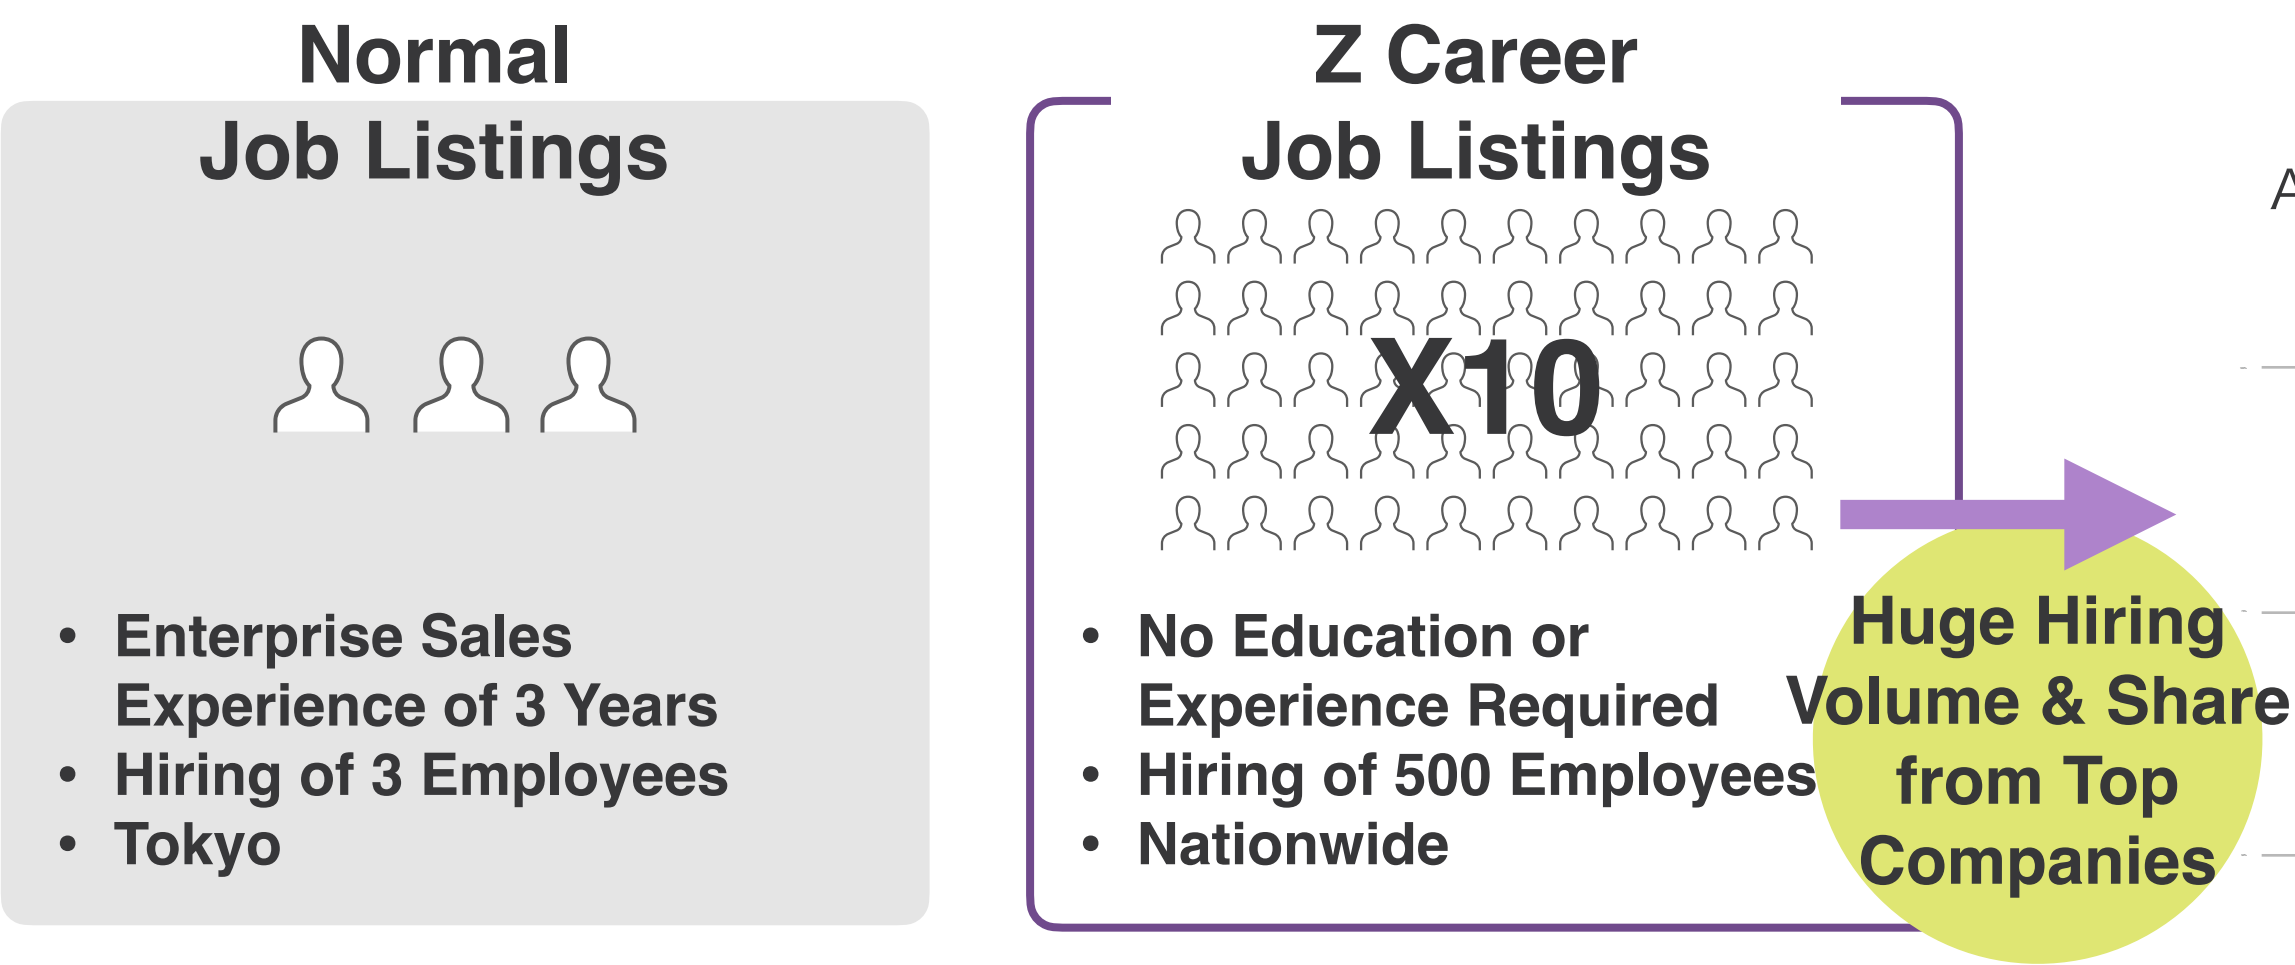 Normal
Job Listings
• Enterprise Sales
Experience of 3 Years
• Hiring of 3 Employees
• Tokyo
Z Career
Job Listings
X10
• No Education or
Experience Required
• Hiring of 500 Employees
• Nationwide
Huge Hiring
Volume & Share
from Top
Companies